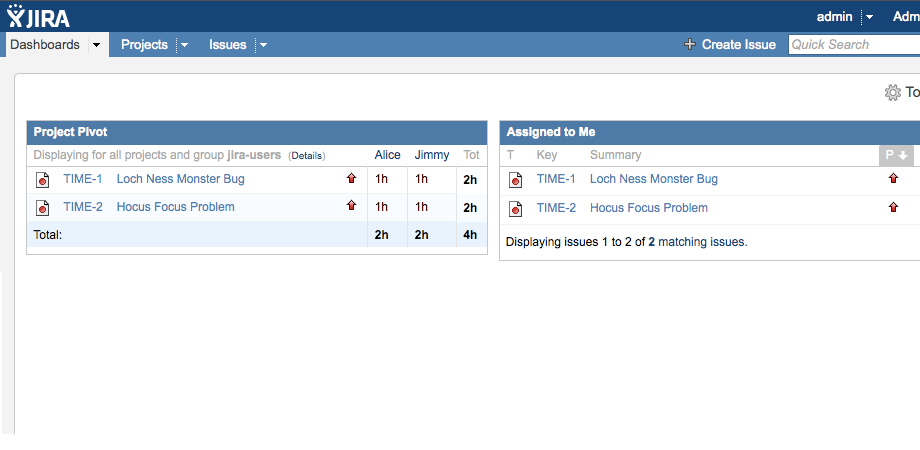 JIRA
admin Adm
Dashboards Projects Issues Create Issue Quick Search
To
Project Pivot
Displaying for all projects and group jira-users (Details) Alice Jimmy Tot
TIME-1 Loch Ness Monster Bug 1h 1h 2h
TIME-2 Hocus Focus Problem 1h 1h 2h
Total: 2h 2h 4h
Assigned to Me
T Key Summary P
TIME-1 Loch Ness Monster Bug
TIME-2 Hocus Focus Problem
Displaying issues 1 to 2 of 2 matching issues.